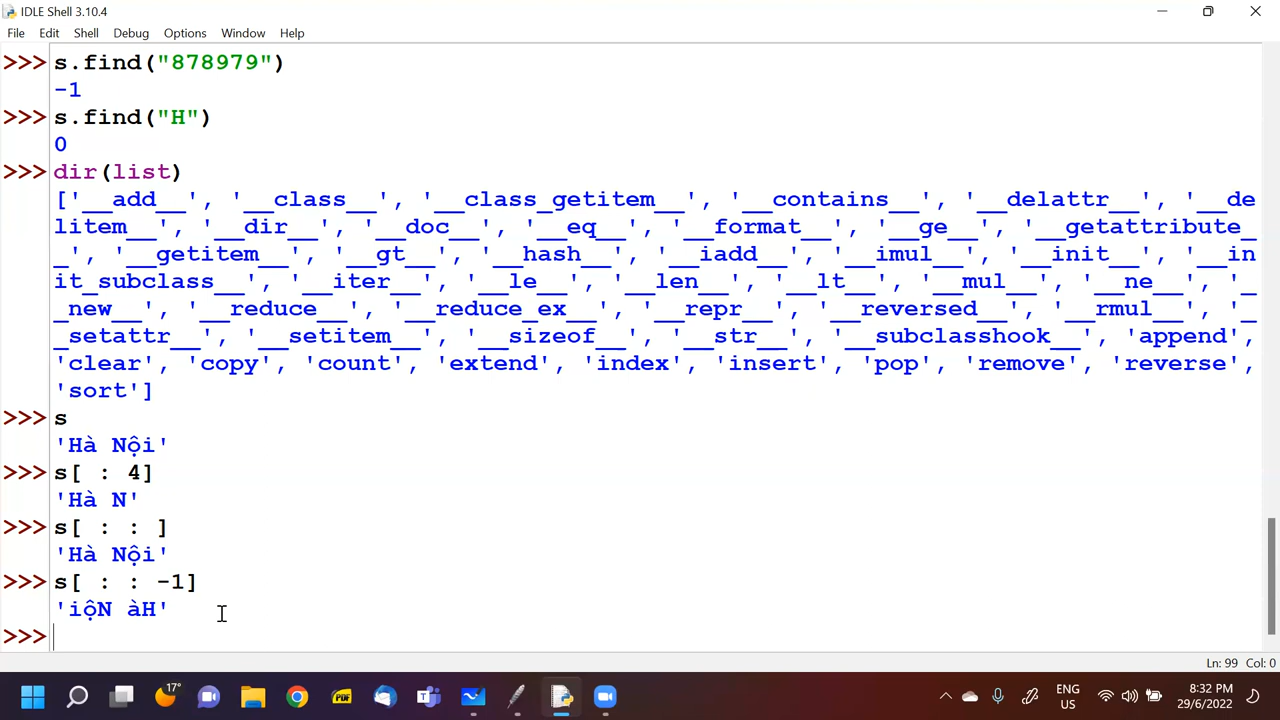 IDLE Shell 3.10.4
File Edit Shell Debug Options Window Help
>>> s.find("878979")
-1
>>> s.find("H")
0
>>> dir(list)
['__add__', '__class__', '__class_getitem__', '__contains__', '__delattr__', '__de
litem__', '__dir__', '__doc__', '__eq__', '__format__', '__ge__', '__getattribute_
_', '__getitem__', '__gt__', '__hash__', '__iadd__', '__imul__', '__init__', '__in
it_subclass__', '__iter__', '__le__', '__len__', '__lt__', '__mul__', '__ne__', '_
_new__', '__reduce__', '__reduce_ex__', '__repr__', '__reversed__', '__rmul__', '_
_setattr__', '__setitem__', '__sizeof__', '__str__', '__subclasshook__', 'append',
'clear', 'copy', 'count', 'extend', 'index', 'insert', 'pop', 'remove', 'reverse',
'sort']
>>> s
'Hà Nội'
>>> s[ : 4]
'Hà N'
>>> s[ : : ]
'Hà Nội'
>>> s[ : : -1]
'iộN àH'
>>>
Ln: 99 Col: 0
17°
PDF
ENG
US
8:32 PM
29/6/2022